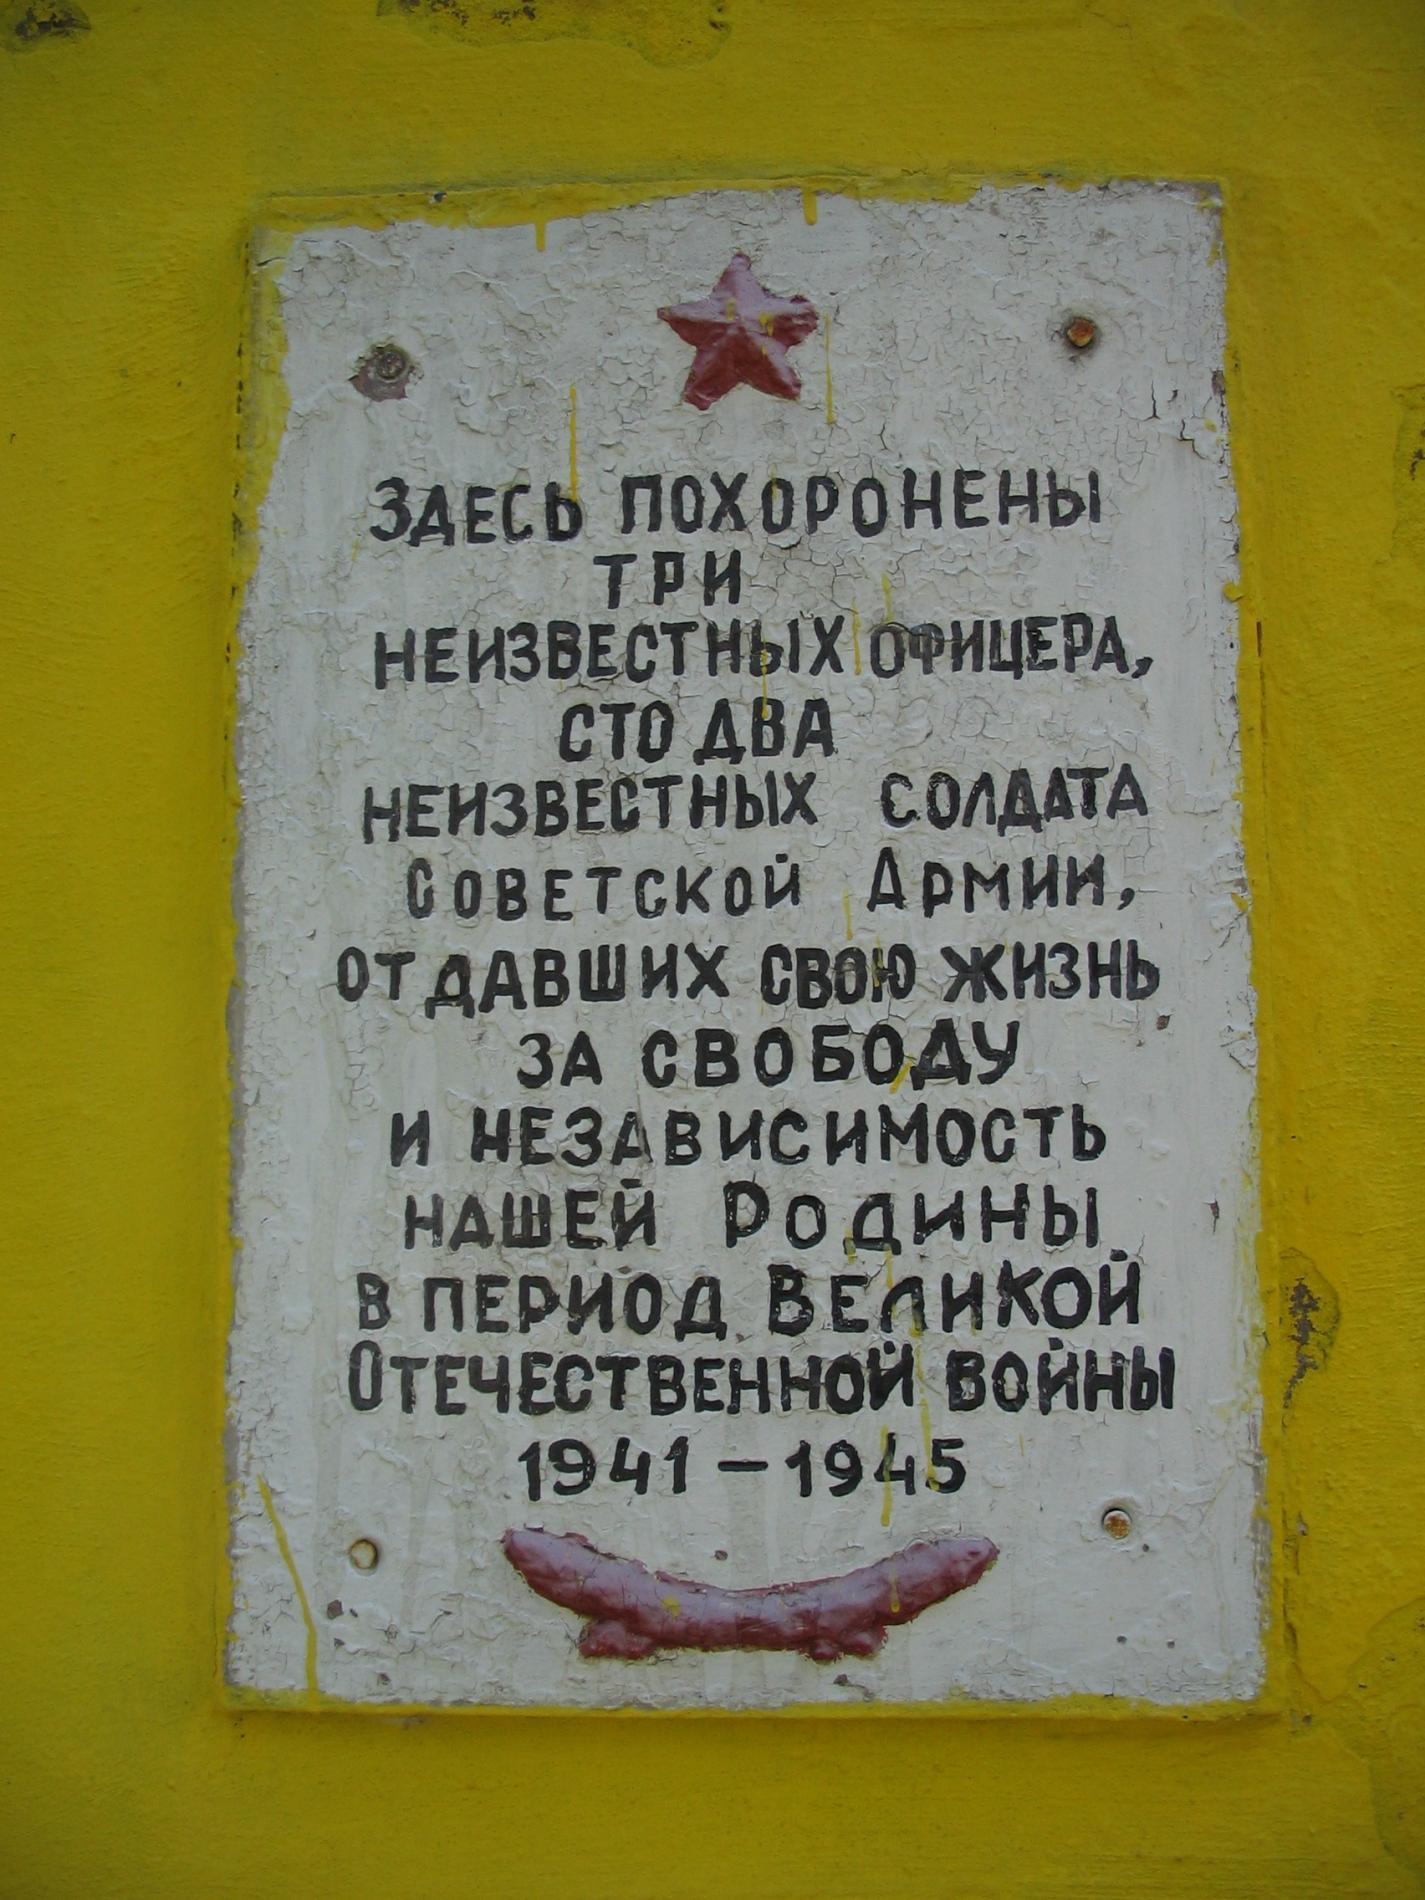 ЗДЕСЬ ПОХОРОНЕНЫ
ТРИ
НЕИЗВЕСТНЫХ ОФИЦЕРА,
СТО ДВА
НЕИЗВЕСТНЫХ СОЛДАТА
СОВЕТСКОЙ АРМИИ,
ОТДАВШИХ СВОЮ ЖИЗНЬ
ЗА СВОБОДУ
И НЕЗАВИСИМОСТЬ
НАШЕЙ РОДИНЫ
В ПЕРИОД ВЕЛИКОЙ
ОТЕЧЕСТВЕННОЙ ВОЙНЫ
1941 – 1945